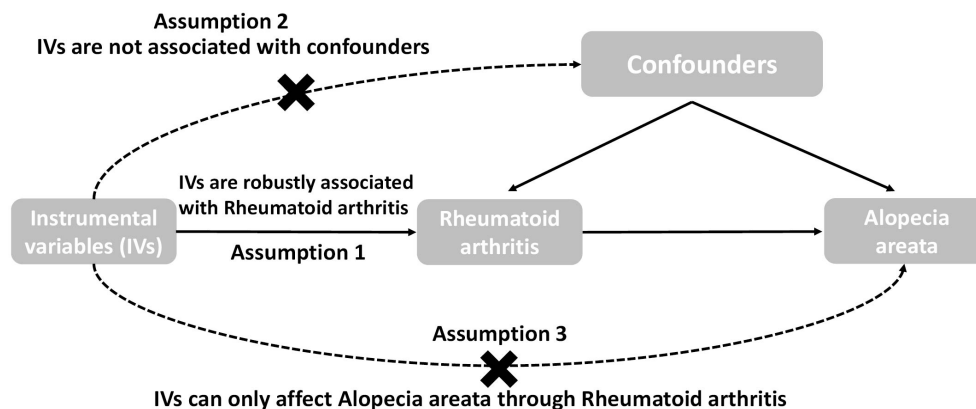 Assumption 2
IVs are not associated with confounders
Confounders
IVs are robustly associated
with Rheumatoid arthritis
Instrumental
variables (IVs)
Assumption 1
Rheumatoid
arthritis
Alopecia
areata
Assumption 3
IVs can only affect Alopecia areata through Rheumatoid arthritis